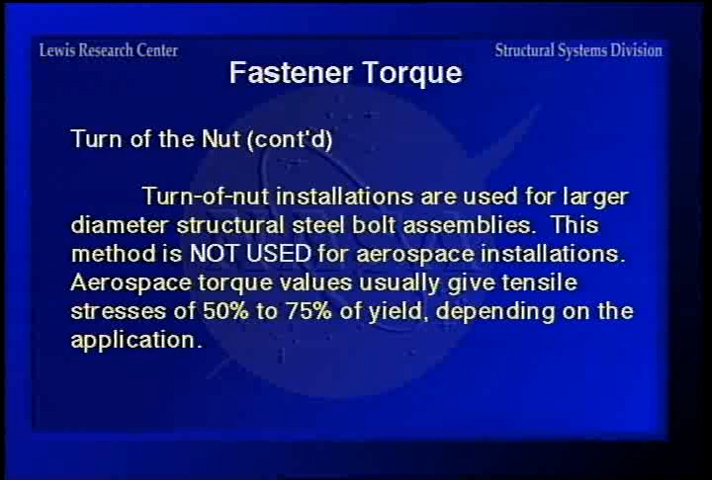 Lewis Research Center
Structural Systems Division
Fastener Torque
Turn of the Nut (cont'd)
Turn-of-nut installations are used for larger
diameter structural steel bolt assemblies. This
method is NOT USED for aerospace installations.
Aerospace torque values usually give tensile
stresses of 50% to 75% of yield, depending on the
application.